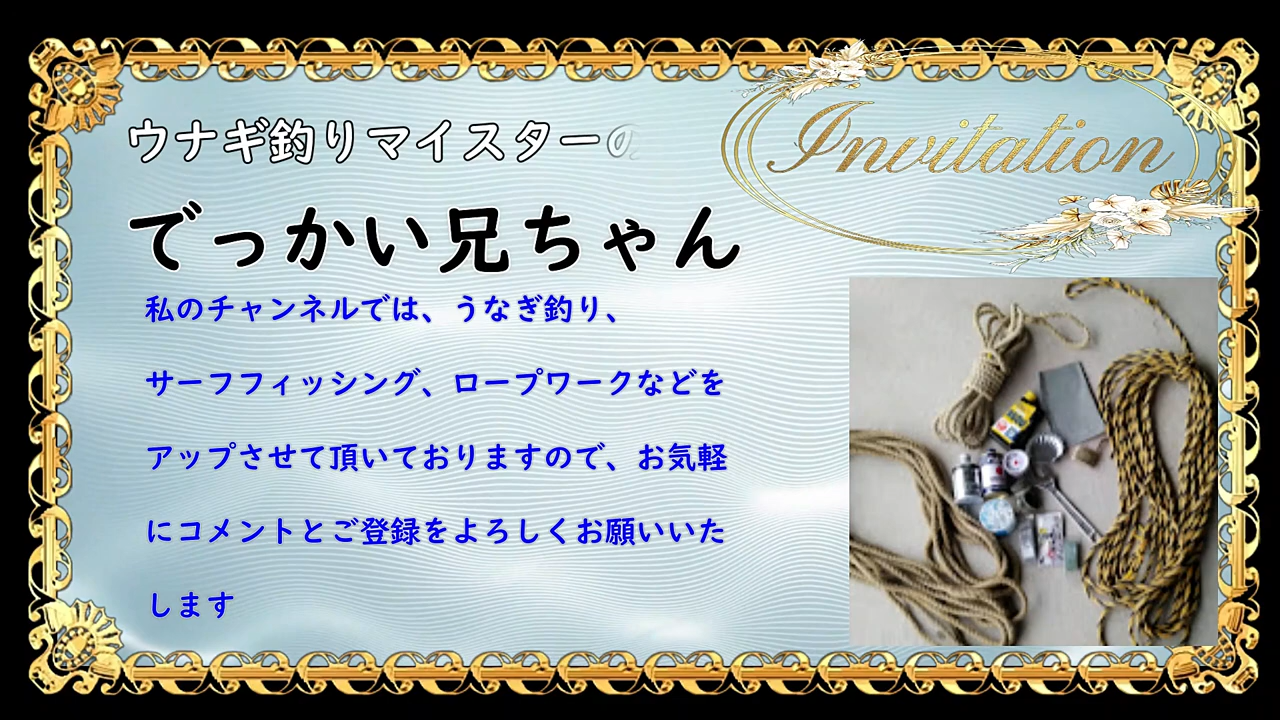 ウナギ釣りマイスターの
Invitation
でっかい兄ちゃん
私のチャンネルでは、うなぎ釣り、
サーフフィッシング、ロープワークなどを
アップさせて頂いておりますので、お気軽
にコメントとご登録をよろしくお願いいた
します